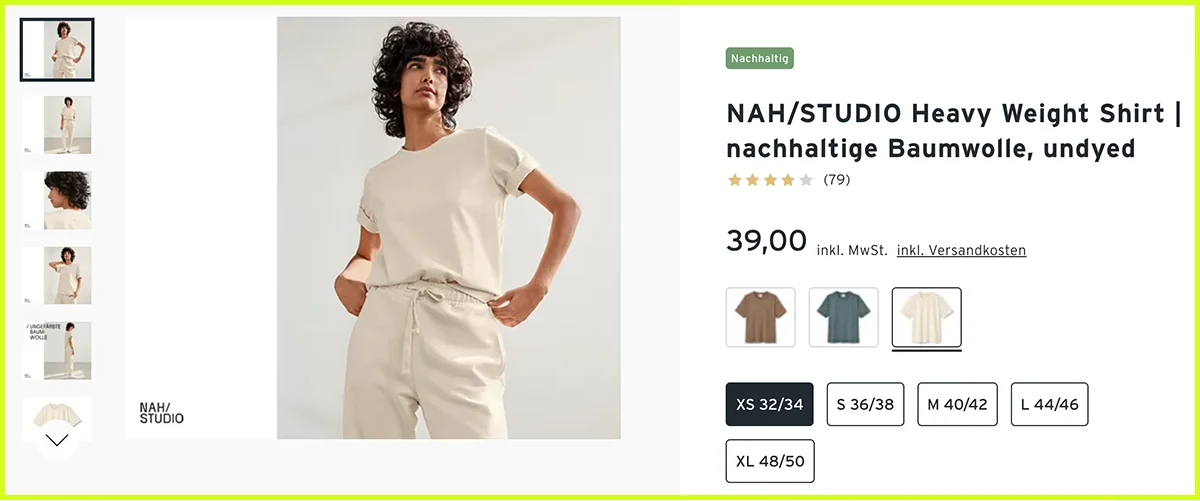 / UNGEFÄRBTE
BAUM-
WOLLE
NAH/
STUDIO
Nachhaltig
NAH/STUDIO Heavy Weight Shirt |
nachhaltige Baumwolle, undyed
(79)
39,00 inkl. MwSt. inkl. Versandkosten
XS 32/34 S 36/38 M 40/42 L 44/46
XL 48/50